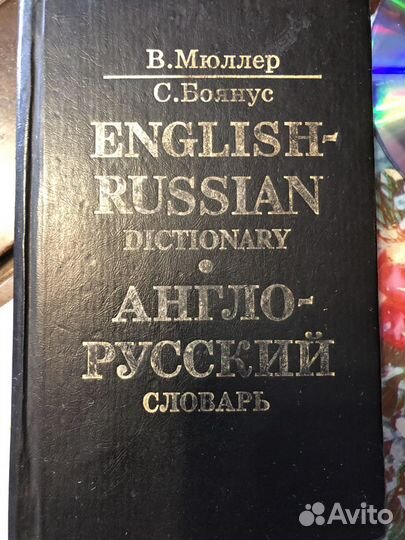 В.Мюллер
С.Боянус
ENGLISH-
RUSSIAN
DICTIONARY
АНГЛО-
РУССКИЙ
СЛОВАРЬ
Avito